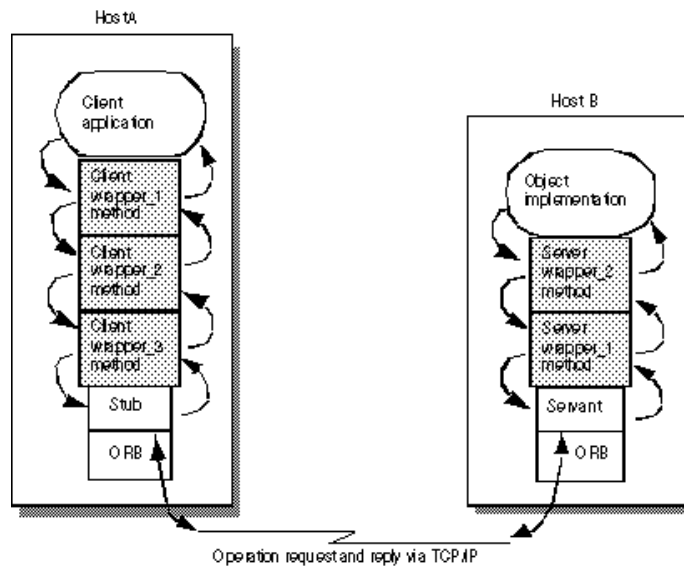 Host A
Client
application
Client
wrapper_1
method
Client
wrapper_2
method
Client
wrapper_3
method
Stub
ORB
Host B
Object
implementation
Server
wrapper_2
method
Server
wrapper_1
method
Servant
ORB
Operation request and reply via TCP/IP